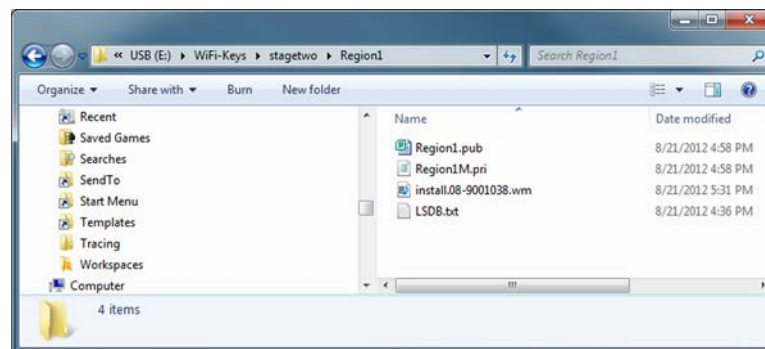 « USB (E:) ▸ WiFi-Keys ▸ stagetwo ▸ Region1 Search Region1
Organize Share with Burn New folder
Recent
Saved Games
Searches
SendTo
Start Menu
Templates
Tracing
Workspaces
Computer
Name Date modified
Region1.pub 8/21/2012 4:58 PM
Region1M.pri 8/21/2012 4:58 PM
install.08-9001038.wm 8/21/2012 5:31 PM
LSDB.txt 8/21/2012 4:36 PM
4 items